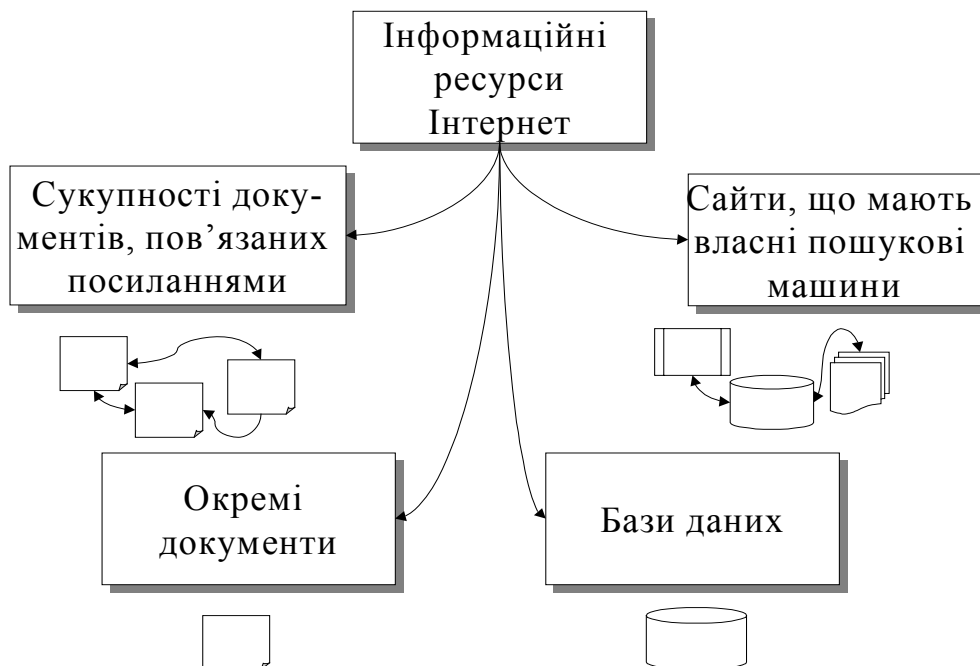 Інформаційні
ресурси
Інтернет
Сукупності доку-
ментів, пов’язаних
посиланнями
Сайти, що мають
власні пошукові
машини
Окремі
документи
Бази даних